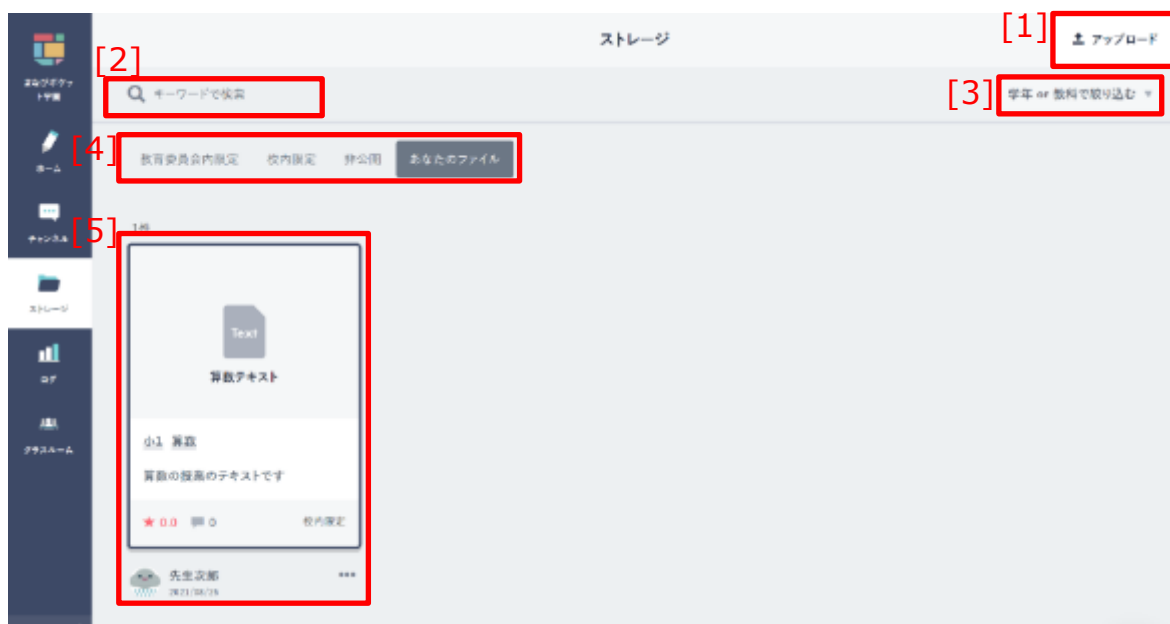 ストレージ
[1]
アップロード
[2]
まなびポケッ
ト学園
キーワードで検索
[3]
学年 or 教科で絞り込む
ホーム
[4]
教育委員会内限定 校内限定 非公開 あなたのファイル
チャンネル
[5]
1件
ストレージ
Text
算数テキスト
ログ
クラスルーム
小1 算数
算数の授業のテキストです
0.0 0 校内限定
先生次郎
2021/08/26